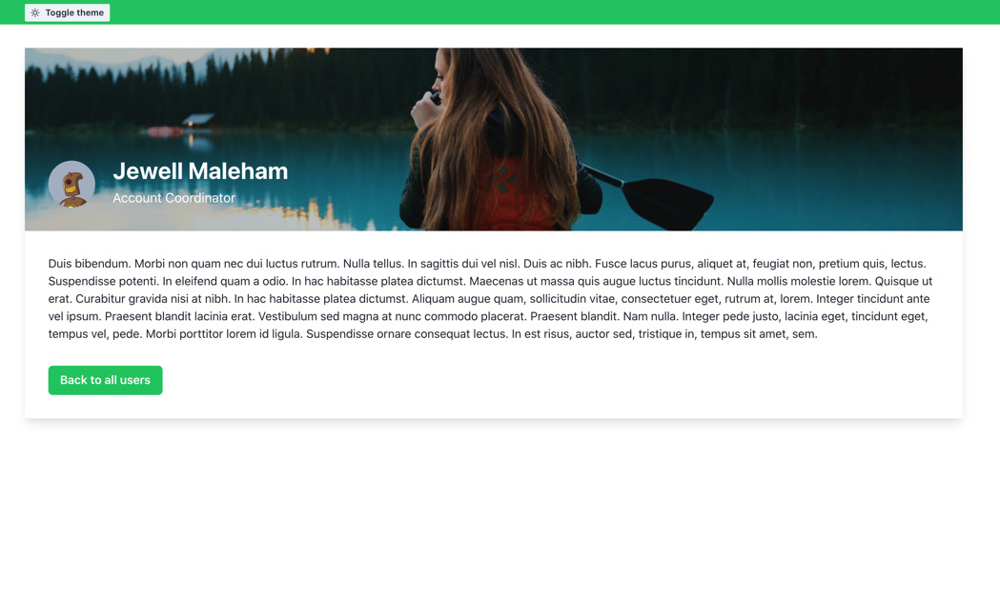 Toggle theme
Jewell Maleham
Account Coordinator
Duis bibendum. Morbi non quam nec dui luctus rutrum. Nulla tellus. In sagittis dui vel nisl. Duis ac nibh. Fusce lacus purus, aliquet at, feugiat non, pretium quis, lectus.
Suspendisse potenti. In eleifend quam a odio. In hac habitasse platea dictumst. Maecenas ut massa quis augue luctus tincidunt. Nulla mollis molestie lorem. Quisque ut
erat. Curabitur gravida nisi at nibh. In hac habitasse platea dictumst. Aliquam augue quam, sollicitudin vitae, consectetuer eget, rutrum at, lorem. Integer tincidunt ante
vel ipsum. Praesent blandit lacinia erat. Vestibulum sed magna at nunc commodo placerat. Praesent blandit. Nam nulla. Integer pede justo, lacinia eget, tincidunt eget,
tempus vel, pede. Morbi porttitor lorem id ligula. Suspendisse ornare consequat lectus. In est risus, auctor sed, tristique in, tempus sit amet, sem.
Back to all users